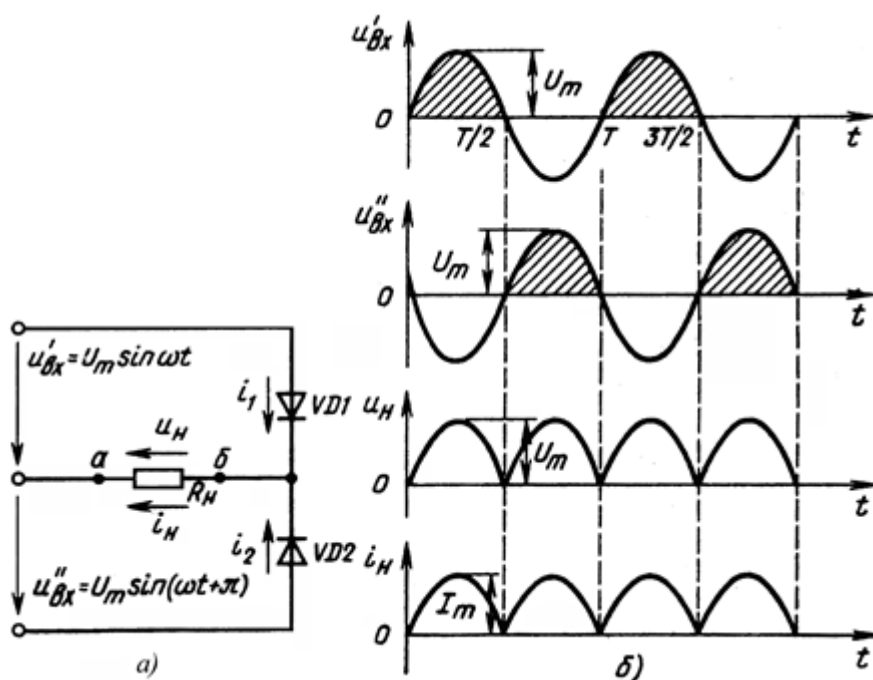 u'вх = Um sin ωt
i1
VD1
uн
а
б
Rн
iн
i2
VD2
u''вх = Um sin(ωt+π)
а)
u'вх
Um
0
T/2
T
3T/2
t
u''вх
Um
0
t
uн
Um
0
t
iн
Im
0
t
б)